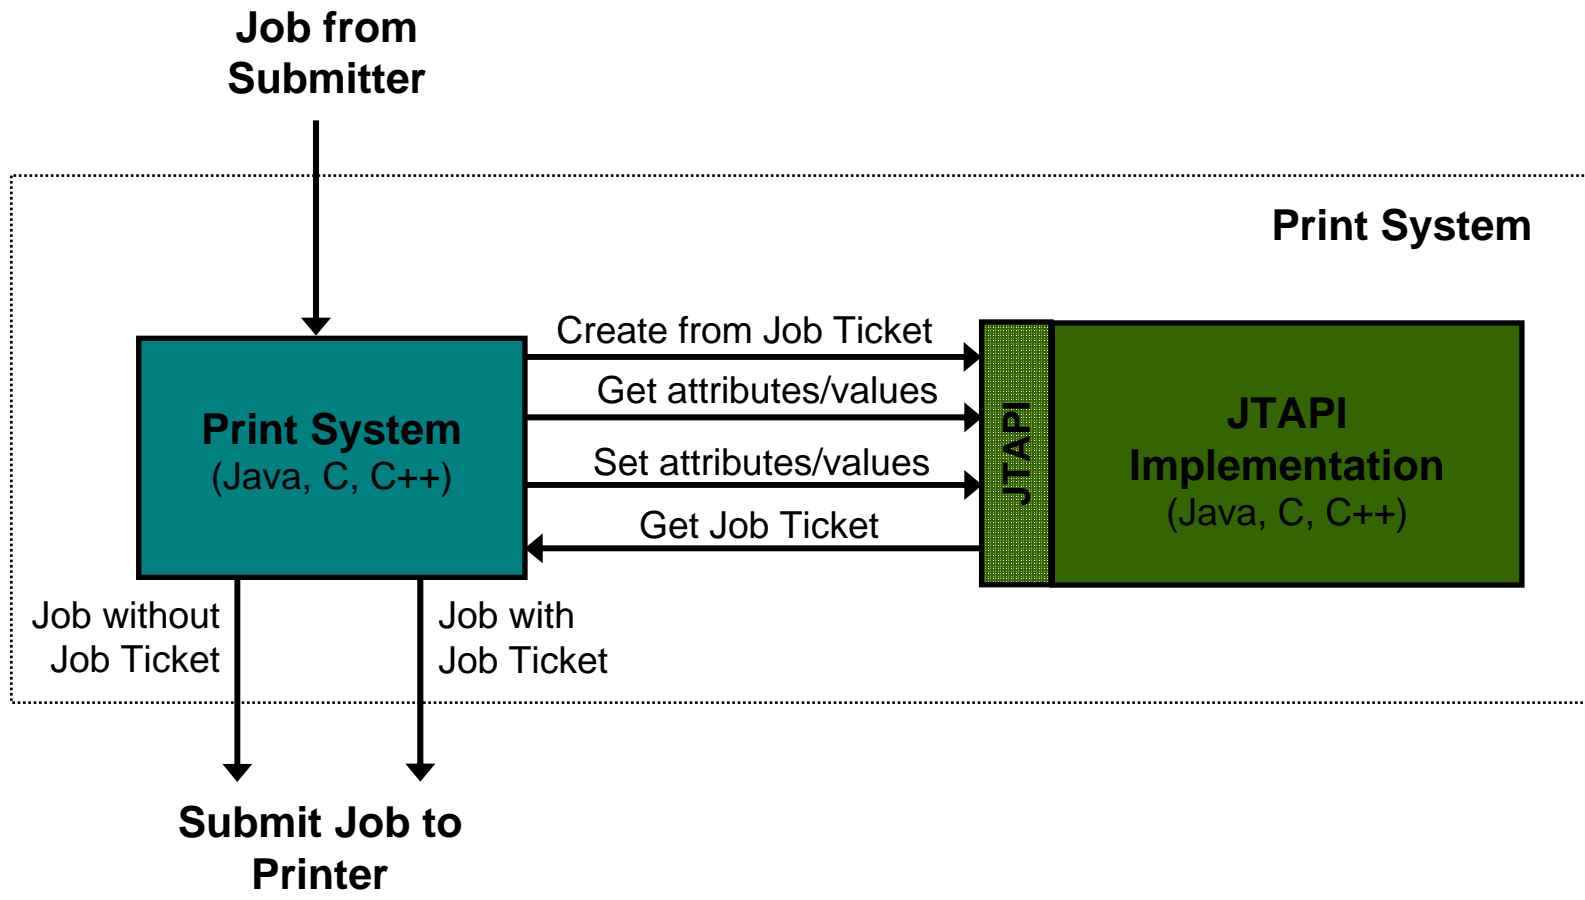 Job from
Submitter
Print System
Create from Job Ticket
Get attributes/values
Set attributes/values
Get Job Ticket
Print System
(Java, C, C++)
JTAPI
JTAPI
Implementation
(Java, C, C++)
Job without
Job Ticket
Job with
Job Ticket
Submit Job to
Printer